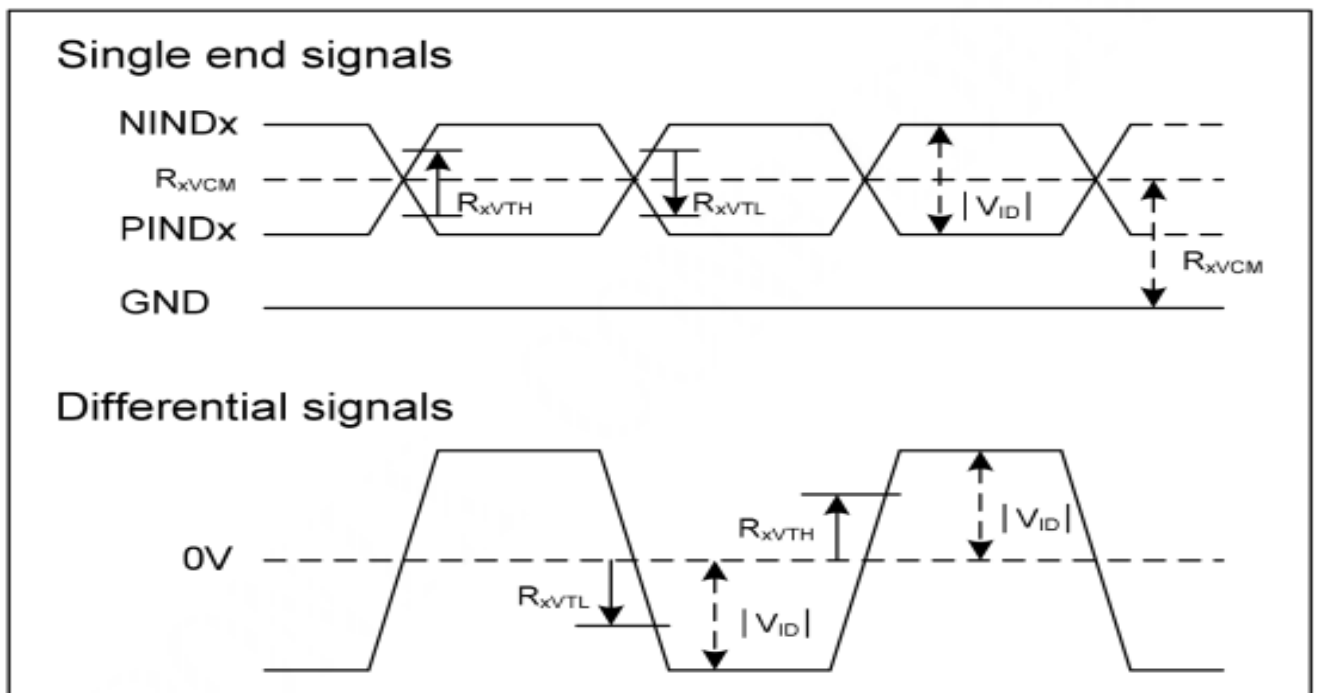 Single end signals
NINDx
RxVCM
RxVTH
RxVTL
|VID|
PINDx
RxVCM
GND
Differential signals
RxVTH
|VID|
0V
RxVTL
|VID|